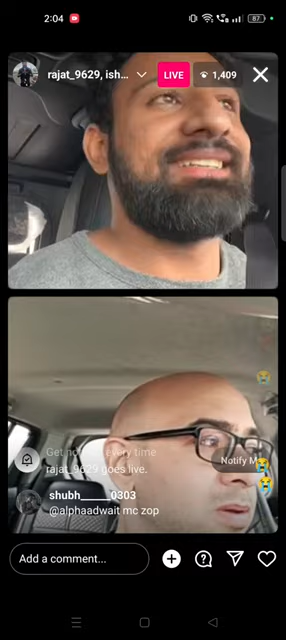 2:04
87
rajat_9629, ish...
LIVE
1,409
Get notified every time
rajat_9629 goes live.
Notify Me
shubh_____0303
@alphaadwait mc zop
Add a comment...